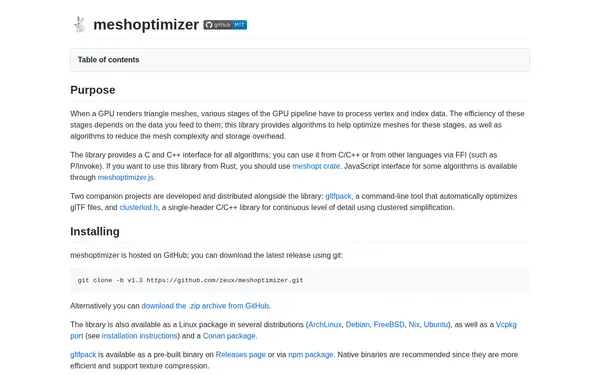 meshoptimizer github MIT
Table of contents
Purpose
When a GPU renders triangle meshes, various stages of the GPU pipeline have to process vertex and index data. The efficiency of these
stages depends on the data you feed to them; this library provides algorithms to help optimize meshes for these stages, as well as
algorithms to reduce the mesh complexity and storage overhead.
The library provides a C and C++ interface for all algorithms; you can use it from C/C++ or from other languages via FFI (such as
P/Invoke). If you want to use this library from Rust, you should use meshopt crate. JavaScript interface for some algorithms is available
through meshoptimizer.js.
Two companion projects are developed and distributed alongside the library: gltfpack, a command-line tool that automatically optimizes
glTF files, and clusterlod.h, a single-header C/C++ library for continuous level of detail using clustered simplification.
Installing
meshoptimizer is hosted on GitHub; you can download the latest release using git:
git clone -b v1.3 https://github.com/zeux/meshoptimizer.git
Alternatively you can download the .zip archive from GitHub.
The library is also available as a Linux package in several distributions (ArchLinux, Debian, FreeBSD, Nix, Ubuntu), as well as a Vcpkg
port (see installation instructions) and a Conan package.
gltfpack is available as a pre-built binary on Releases page or via npm package. Native binaries are recommended since they are more
efficient and support texture compression.